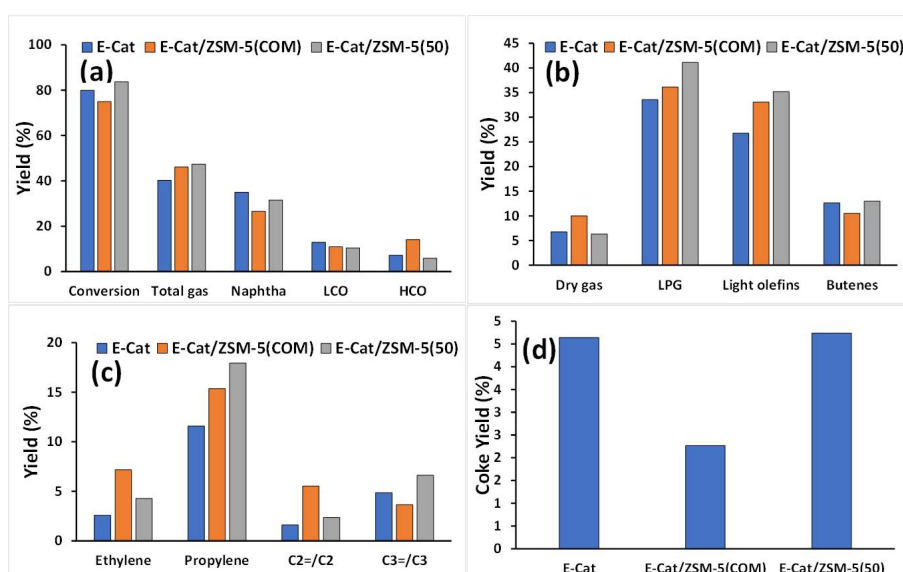 E-Cat E-Cat/ZSM-5(COM) E-Cat/ZSM-5(50)
(a)
Yield (%)
100
80
60
40
20
0
Conversion Total gas Naphtha LCO HCO
E-Cat E-Cat/ZSM-5(COM) E-Cat/ZSM-5(50)
(b)
Yield (%)
45
40
35
30
25
20
15
10
5
0
Dry gas LPG Light olefins Butenes
E-Cat E-Cat/ZSM-5(COM) E-Cat/ZSM-5(50)
(c)
Yield (%)
20
15
10
5
0
Ethylene Propylene C2=/C2 C3=/C3
(d)
Coke Yield (%)
5
5
4
4
3
3
2
2
1
1
0
E-Cat E-Cat/ZSM-5(COM) E-Cat/ZSM-5(50)